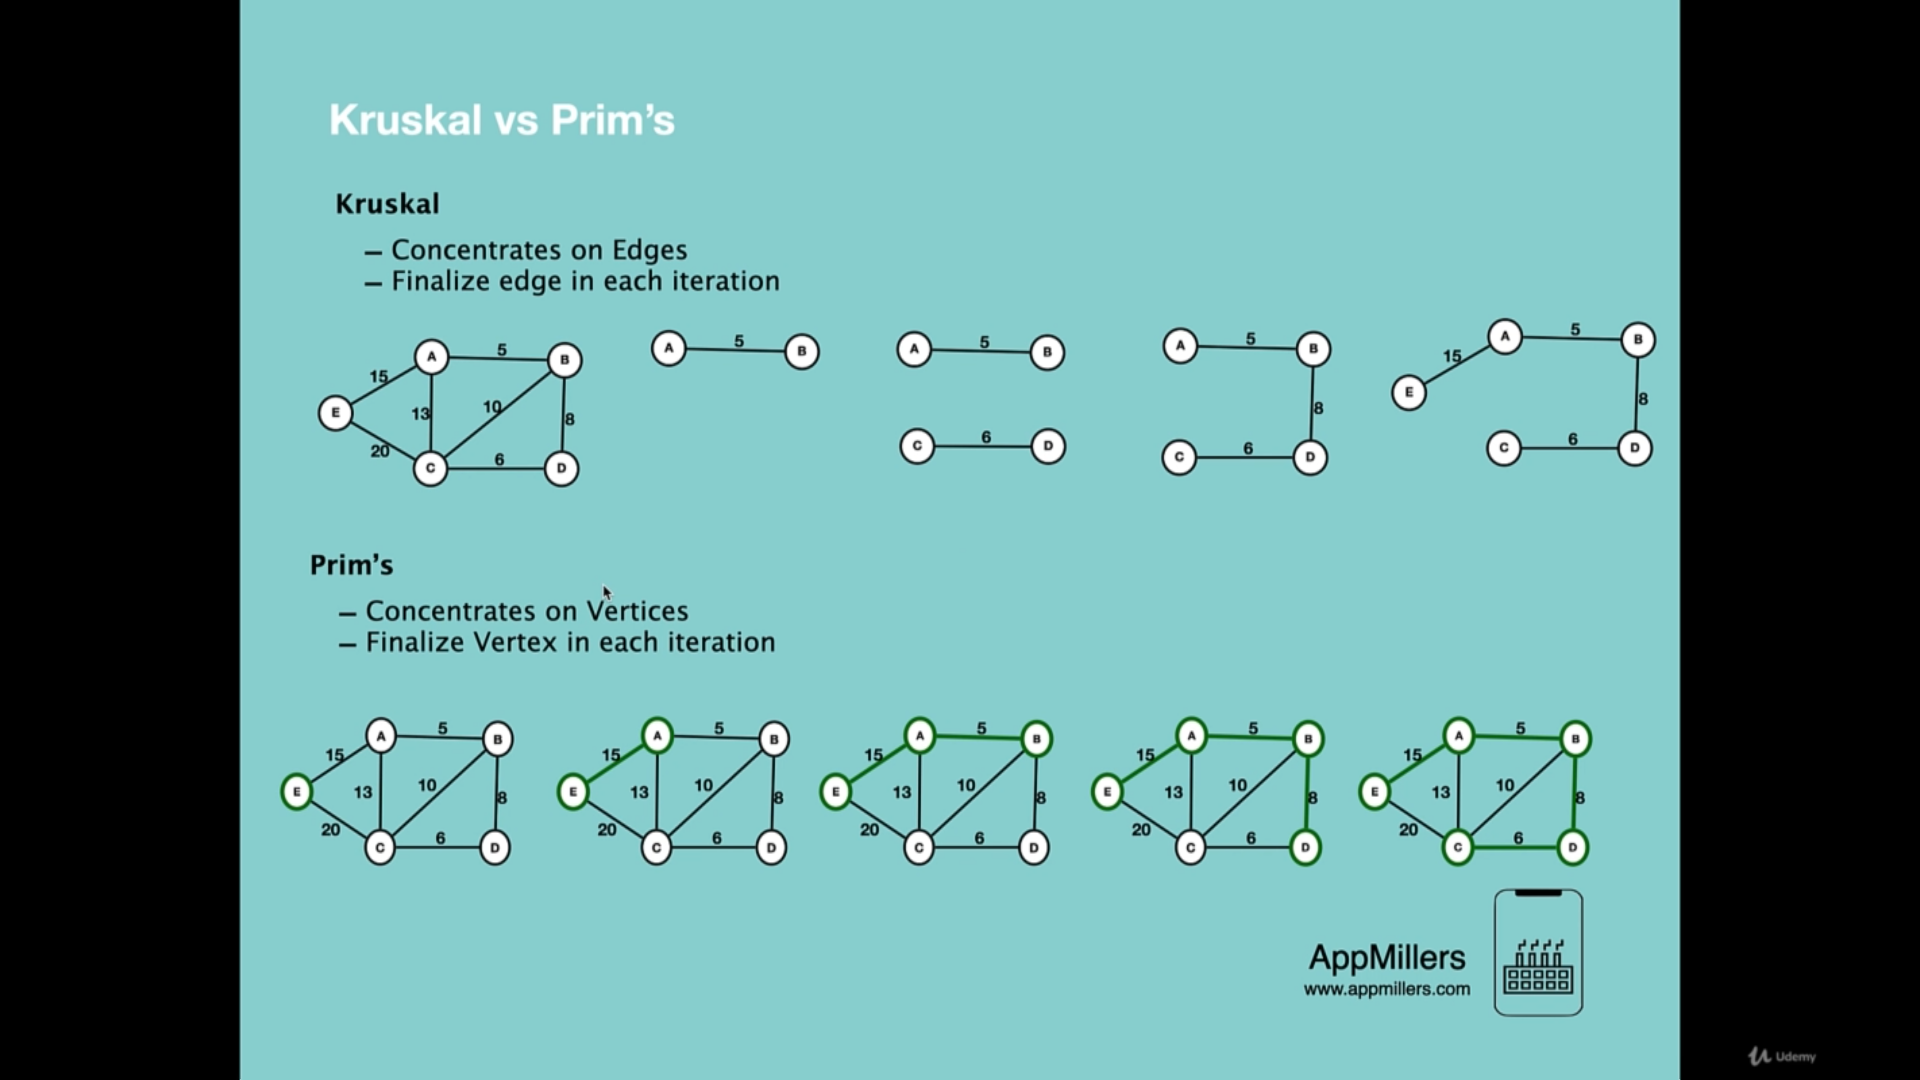 Kruskal vs Prim's
Kruskal
– Concentrates on Edges
– Finalize edge in each iteration
A 5 B
15 13 10 8
E
20 C 6 D
A 5 B
A 5 B
C 6 D
A 5 B
8
C 6 D
A 5 B
15
E 8
C 6 D
Prim's
– Concentrates on Vertices
– Finalize Vertex in each iteration
A 5 B
15
E 13 10 8
20
C 6 D
A 5 B
15
E 13 10 8
20
C 6 D
A 5 B
15
E 13 10 8
20
C 6 D
A 5 B
15
E 13 10 8
20
C 6 D
A 5 B
15
E 13 10 8
20
C 6 D
AppMillers
www.appmillers.com
Udemy